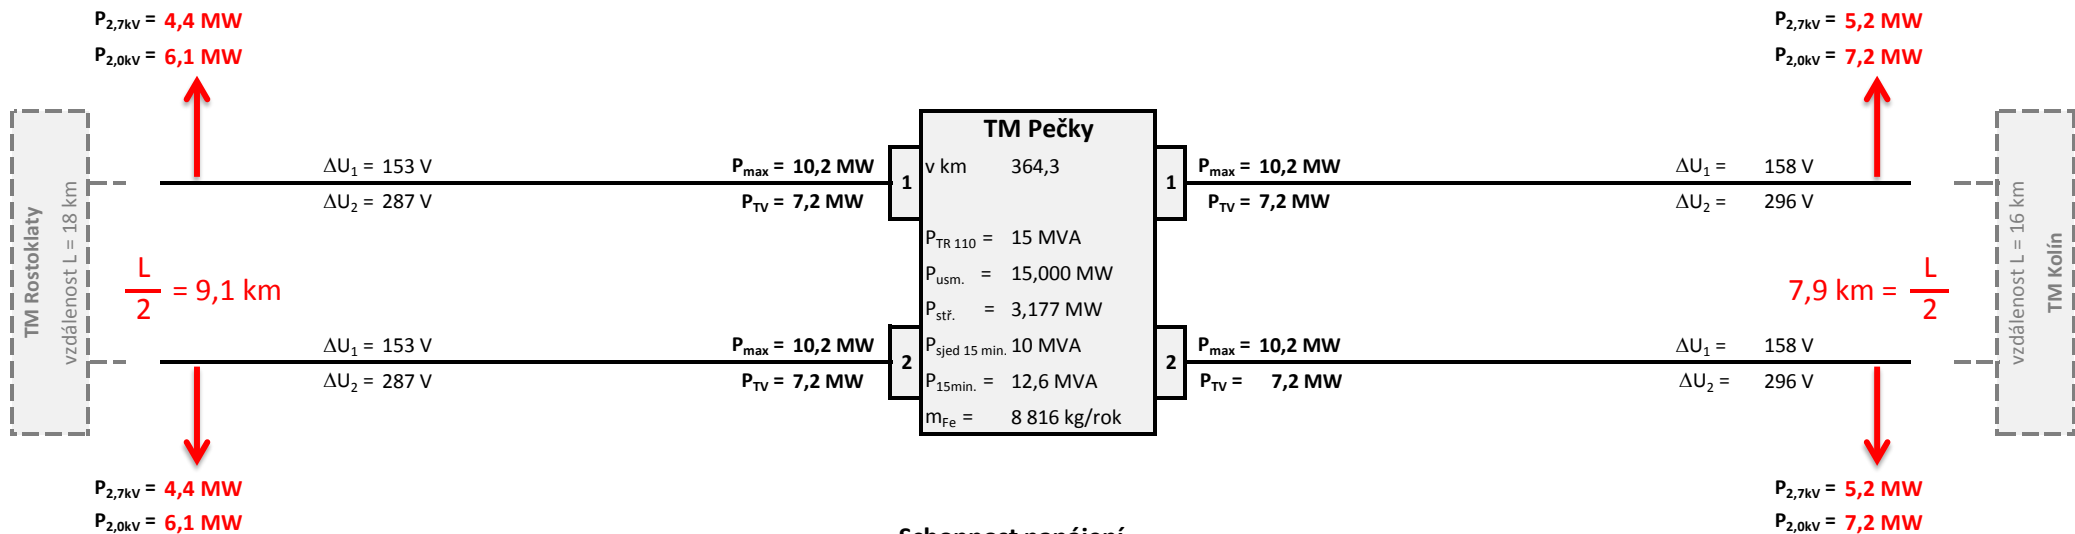 P2,7kV = 4,4 MW
P2,0kV = 6,1 MW
P2,7kV = 5,2 MW
P2,0kV = 7,2 MW
TM Rostoklaty
vzdálenost L = 18 km
ΔU1 = 153 V
ΔU2 = 287 V
Pmax = 10,2 MW
PTV = 7,2 MW
1
TM Pečky
v km 364,3
PTR 110 = 15 MVA
Pusm. = 15,000 MW
Pstř. = 3,177 MW
Psjed 15 min. 10 MVA
P15min. = 12,6 MVA
mFe = 8 816 kg/rok
1
Pmax = 10,2 MW
PTV = 7,2 MW
ΔU1 = 158 V
ΔU2 = 296 V
L
2
= 9,1 km
7,9 km =
L
2
vzdálenost L = 16 km
TM Kolín
ΔU1 = 153 V
ΔU2 = 287 V
Pmax = 10,2 MW
PTV = 7,2 MW
2
2
Pmax = 10,2 MW
PTV = 7,2 MW
ΔU1 = 158 V
ΔU2 = 296 V
P2,7kV = 4,4 MW
P2,0kV = 6,1 MW
P2,7kV = 5,2 MW
P2,0kV = 7,2 MW
Schopnost napájení